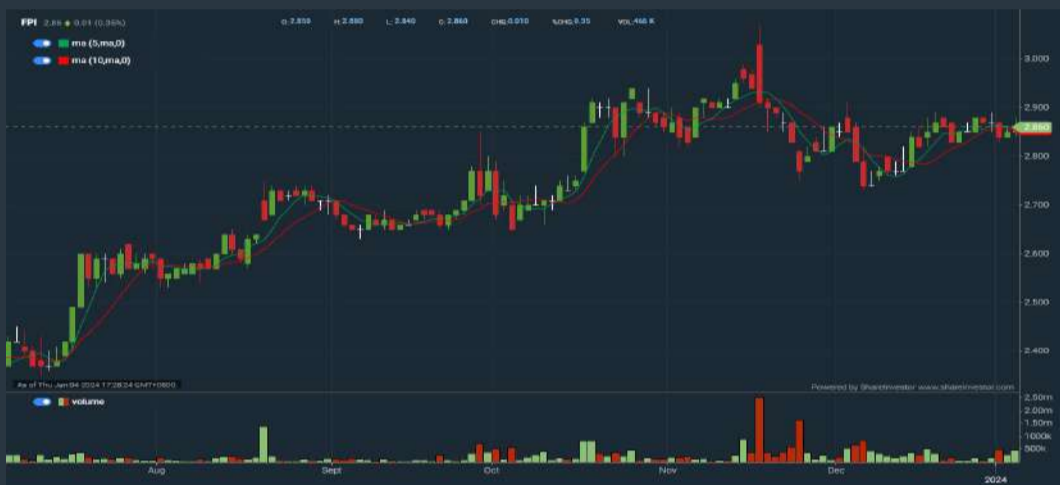 FPI 2.86 0.01 (0.35%) O:2.850 H:2.880 L:2.840 C:2.860 CHG:0.010 %CHG:0.35 VOL:466 K
ma (5,ma,0)
ma (10,ma,0)
3.000
2.900
2.860
2.800
2.700
2.600
2.500
2.400
As of Thu Jan 04 2024 17:28:24 GMT+0800
Powered by ShareInvestor www.shareinvestor.com
volume
2.50m
2.00m
1.50m
1000k
500k
Aug Sept Oct Nov Dec
2024